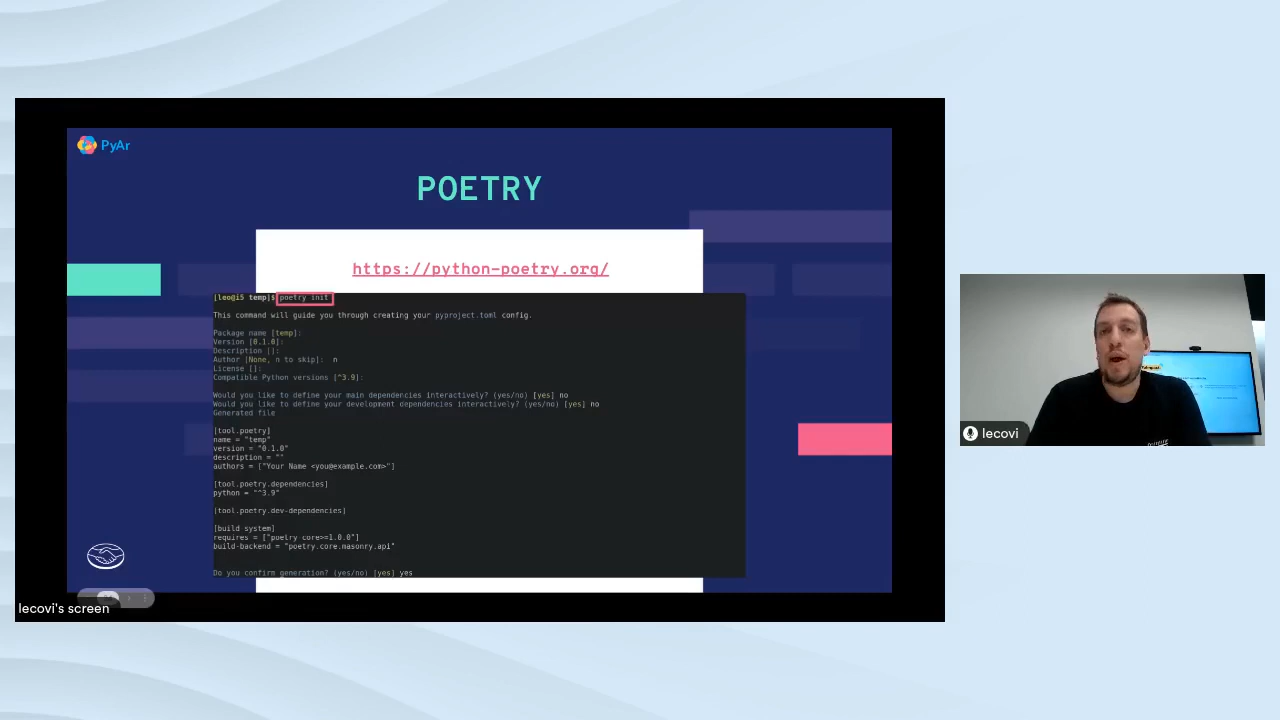 PyAr
POETRY
https://python-poetry.org/
[leo@i5 temp]$ poetry init
This command will guide you through creating your pyproject.toml config.
Package name [temp]:
Version [0.1.0]:
Description []:
Author [None, n to skip]:  n
License []:
Compatible Python versions [^3.9]:
Would you like to define your main dependencies interactively? (yes/no) [yes] no
Would you like to define your development dependencies interactively? (yes/no) [yes] no
Generated file
[tool.poetry]
name = "temp"
version = "0.1.0"
description = ""
authors = ["Your Name <you@example.com>"]
[tool.poetry.dependencies]
python = "^3.9"
[tool.poetry.dev-dependencies]
[build system]
requires = ["poetry core>=1.0.0"]
build-backend = "poetry.core.masonry.api"
Do you confirm generation? (yes/no) [yes] yes
lecovi's screen
lecovi